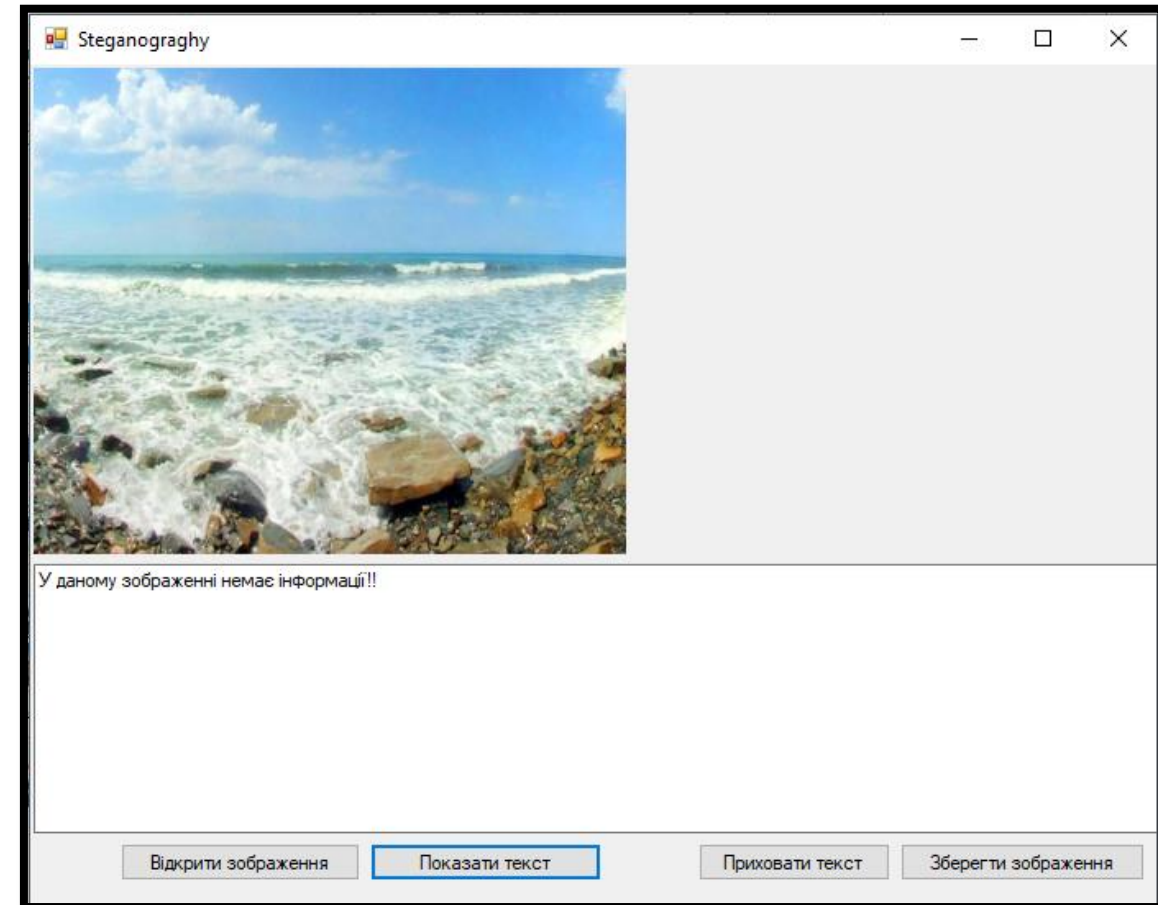 Steganograghy
У даному зображенні немає інформації!!
Відкрити зображення
Показати текст
Приховати текст
Зберегти зображення